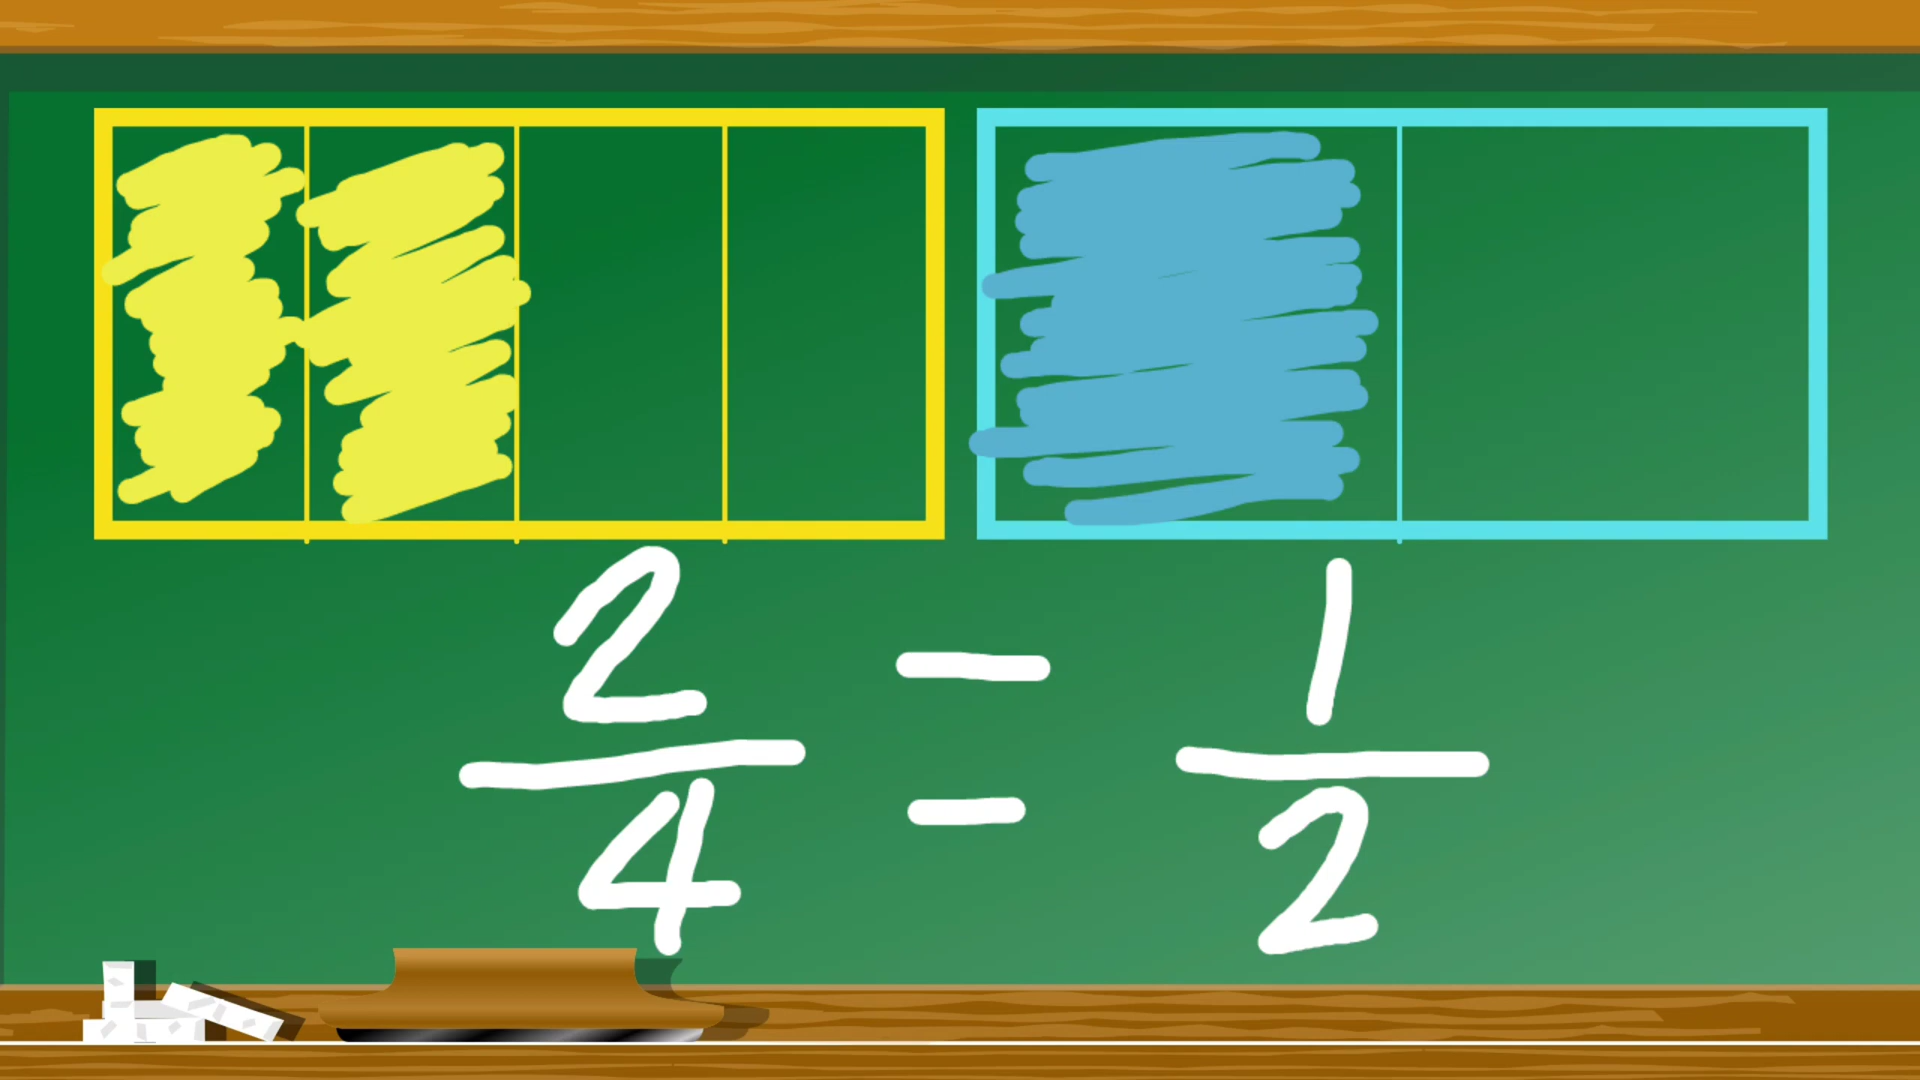 2/4 = 1/2